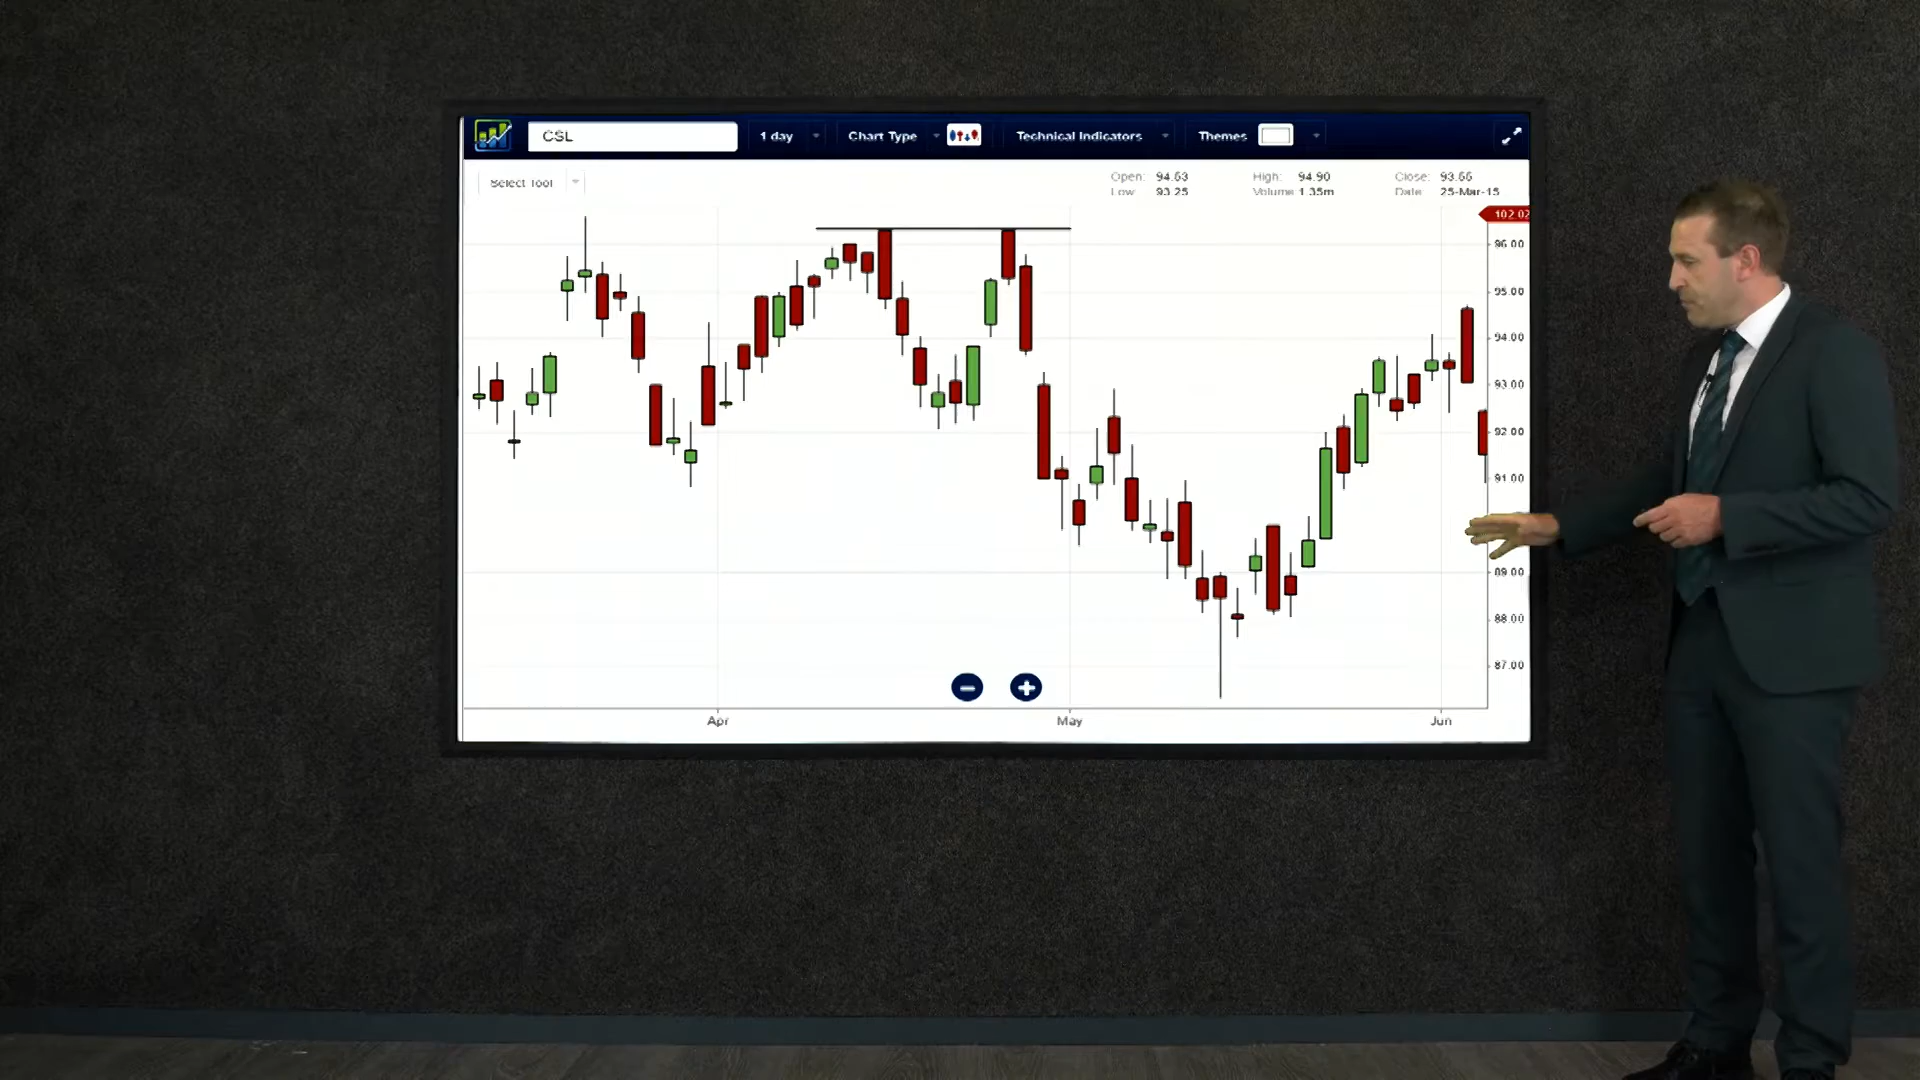 CSL 1 day Chart Type Technical Indicators Themes
Select Tool Open: 94.63 High: 94.90 Close: 93.66
Low: 93.25 Volume 1.35m Date: 25-Mar-15
102.02
96.00
95.00
94.00
93.00
92.00
91.00
89.00
88.00
87.00
Apr May Jun